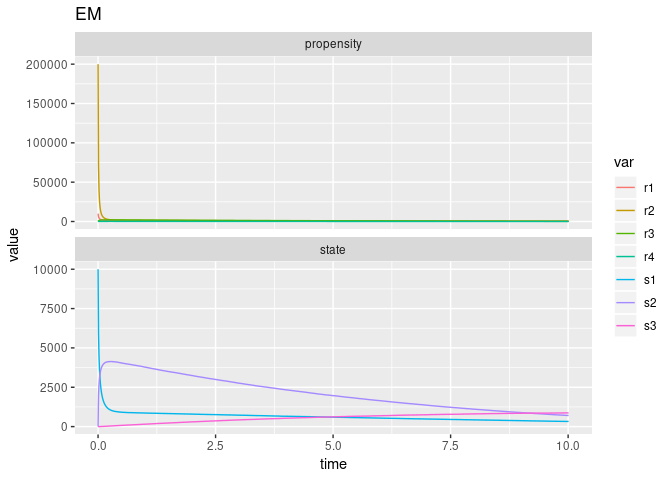 EM
propensity
200000
150000
100000
50000
0
state
10000
7500
5000
2500
0
0.0 2.5 5.0 7.5 10.0
time
value
var
r1
r2
r3
r4
s1
s2
s3